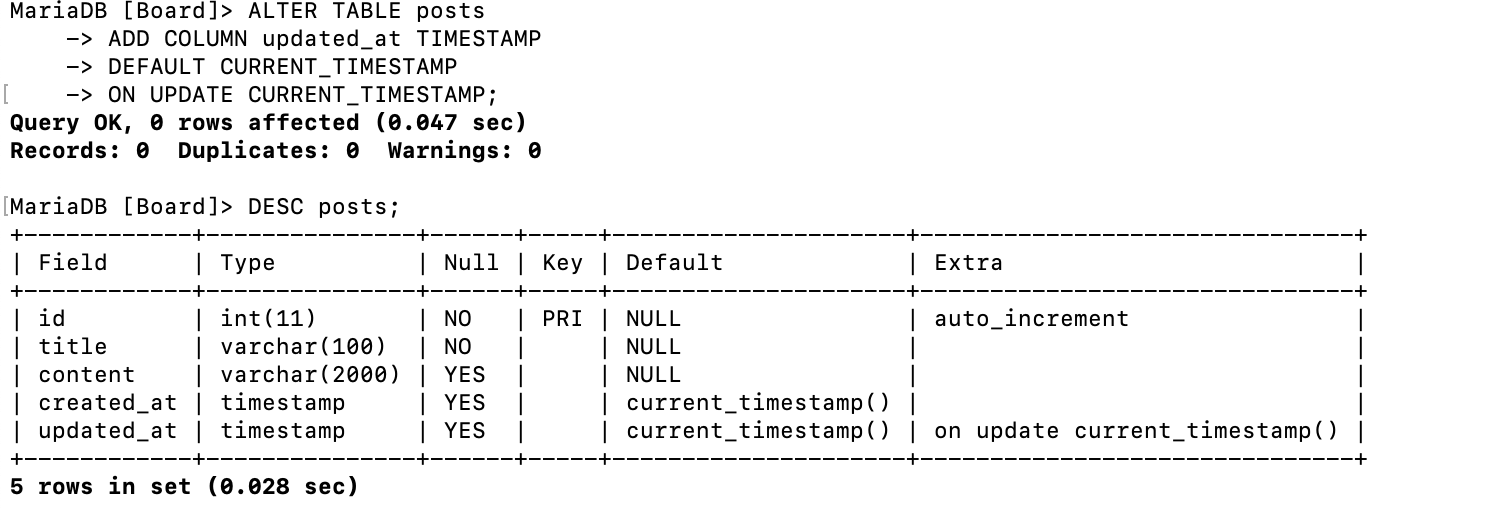 MariaDB [Board]> ALTER TABLE posts
    -> ADD COLUMN updated_at TIMESTAMP
    -> DEFAULT CURRENT_TIMESTAMP
[    -> ON UPDATE CURRENT_TIMESTAMP;
Query OK, 0 rows affected (0.047 sec)
Records: 0  Duplicates: 0  Warnings: 0

[MariaDB [Board]> DESC posts;
+------------+---------------+------+-----+---------------------+-------------------------------+
| Field      | Type          | Null | Key | Default             | Extra                         |
+------------+---------------+------+-----+---------------------+-------------------------------+
| id         | int(11)       | NO   | PRI | NULL                | auto_increment                |
| title      | varchar(100)  | NO   |     | NULL                |                               |
| content    | varchar(2000) | YES  |     | NULL                |                               |
| created_at | timestamp     | YES  |     | current_timestamp() |                               |
| updated_at | timestamp     | YES  |     | current_timestamp() | on update current_timestamp() |
+------------+---------------+------+-----+---------------------+-------------------------------+
5 rows in set (0.028 sec)